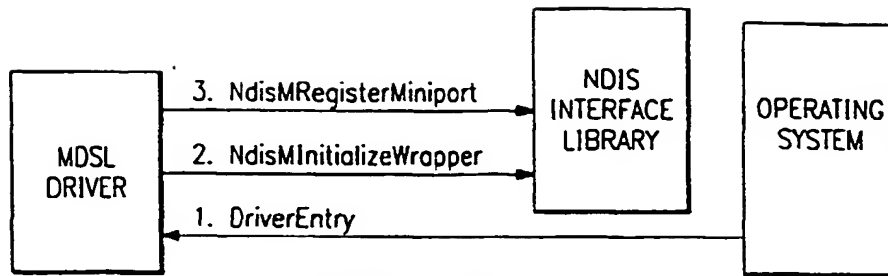 MDSL
DRIVER
3. NdisMRegisterMiniport
2. NdisMInitializeWrapper
1. DriverEntry
NDIS
INTERFACE
LIBRARY
OPERATING
SYSTEM